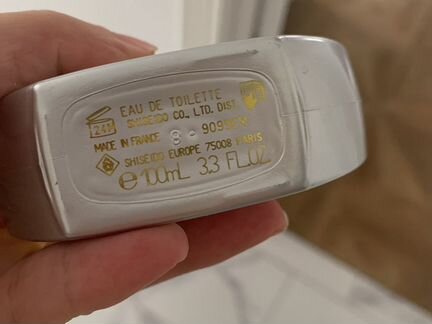 EAU DE TOILETTE
24M
SHISEIDO CO., LTD. DIST.
MADE IN FRANCE
SHISEIDO EUROPE 75008 PARIS
℮ 100mL 3.3 FL.OZ